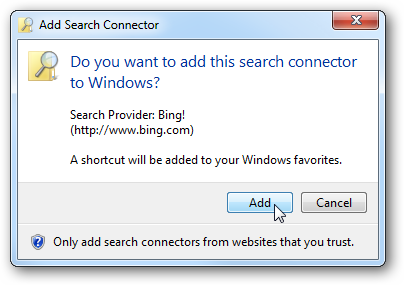 Add Search Connector
Do you want to add this search connector
to Windows?
Search Provider: Bing!
(http://www.bing.com)
A shortcut will be added to your Windows favorites.
Add
Cancel
Only add search connectors from websites that you trust.